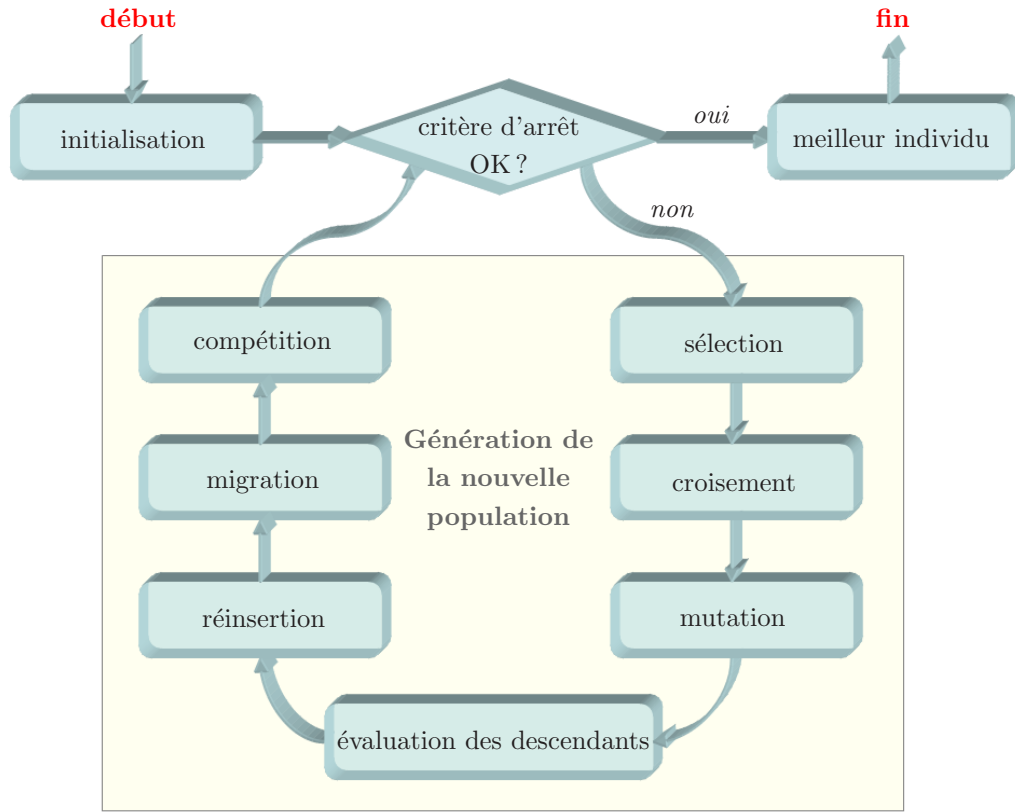 début
fin
initialisation
critère d'arrêt
OK ?
oui
meilleur individu
non
compétition
sélection
Génération de
la nouvelle
population
migration
croisement
réinsertion
mutation
évaluation des descendants